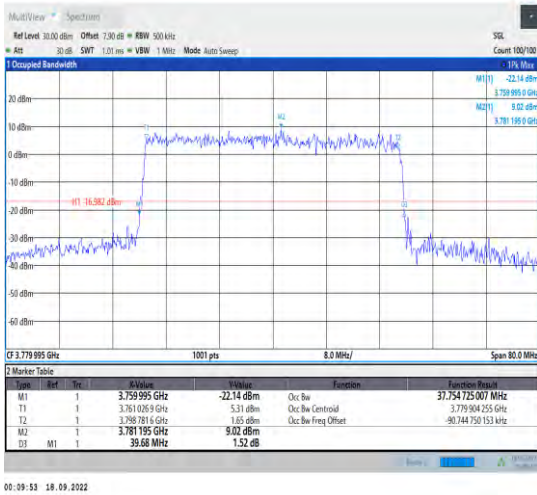 MultiView Spectrum
Ref Level 30.00 dBm Offset 7.90 dB RBW 500 kHz SGL
Att 30 dB SWT 1.01 ms VBW 1 MHz Mode Auto Sweep Count 100/100
1 Occupied Bandwidth 1Pk Max
M1[1] -22.14 dBm
3.759 995 0 GHz
M2[1] 9.02 dBm
3.781 195 0 GHz
20 dBm
M2
10 dBm
0 dBm
-10 dBm
H1 -16.982 dBm
-20 dBm
-30 dBm
-40 dBm
-50 dBm
-60 dBm
CF 3.779 995 GHz 1001 pts 8.0 MHz/ Span 80.0 MHz
2 Marker Table
Type Ref Trc X-Value Y-Value Function Function Result
M1 1 3.759 995 GHz -22.14 dBm Occ Bw 37.754 725 007 MHz
T1 1 3.761 026 9 GHz 5.31 dBm Occ Bw Centroid 3.779 904 255 GHz
T2 1 3.798 781 6 GHz 1.65 dBm Occ Bw Freq Offset -90.744 750 153 kHz
M2 1 3.781 195 GHz 9.02 dBm
D3 M1 1 39.68 MHz 1.52 dB
00:09:53 18.09.2022